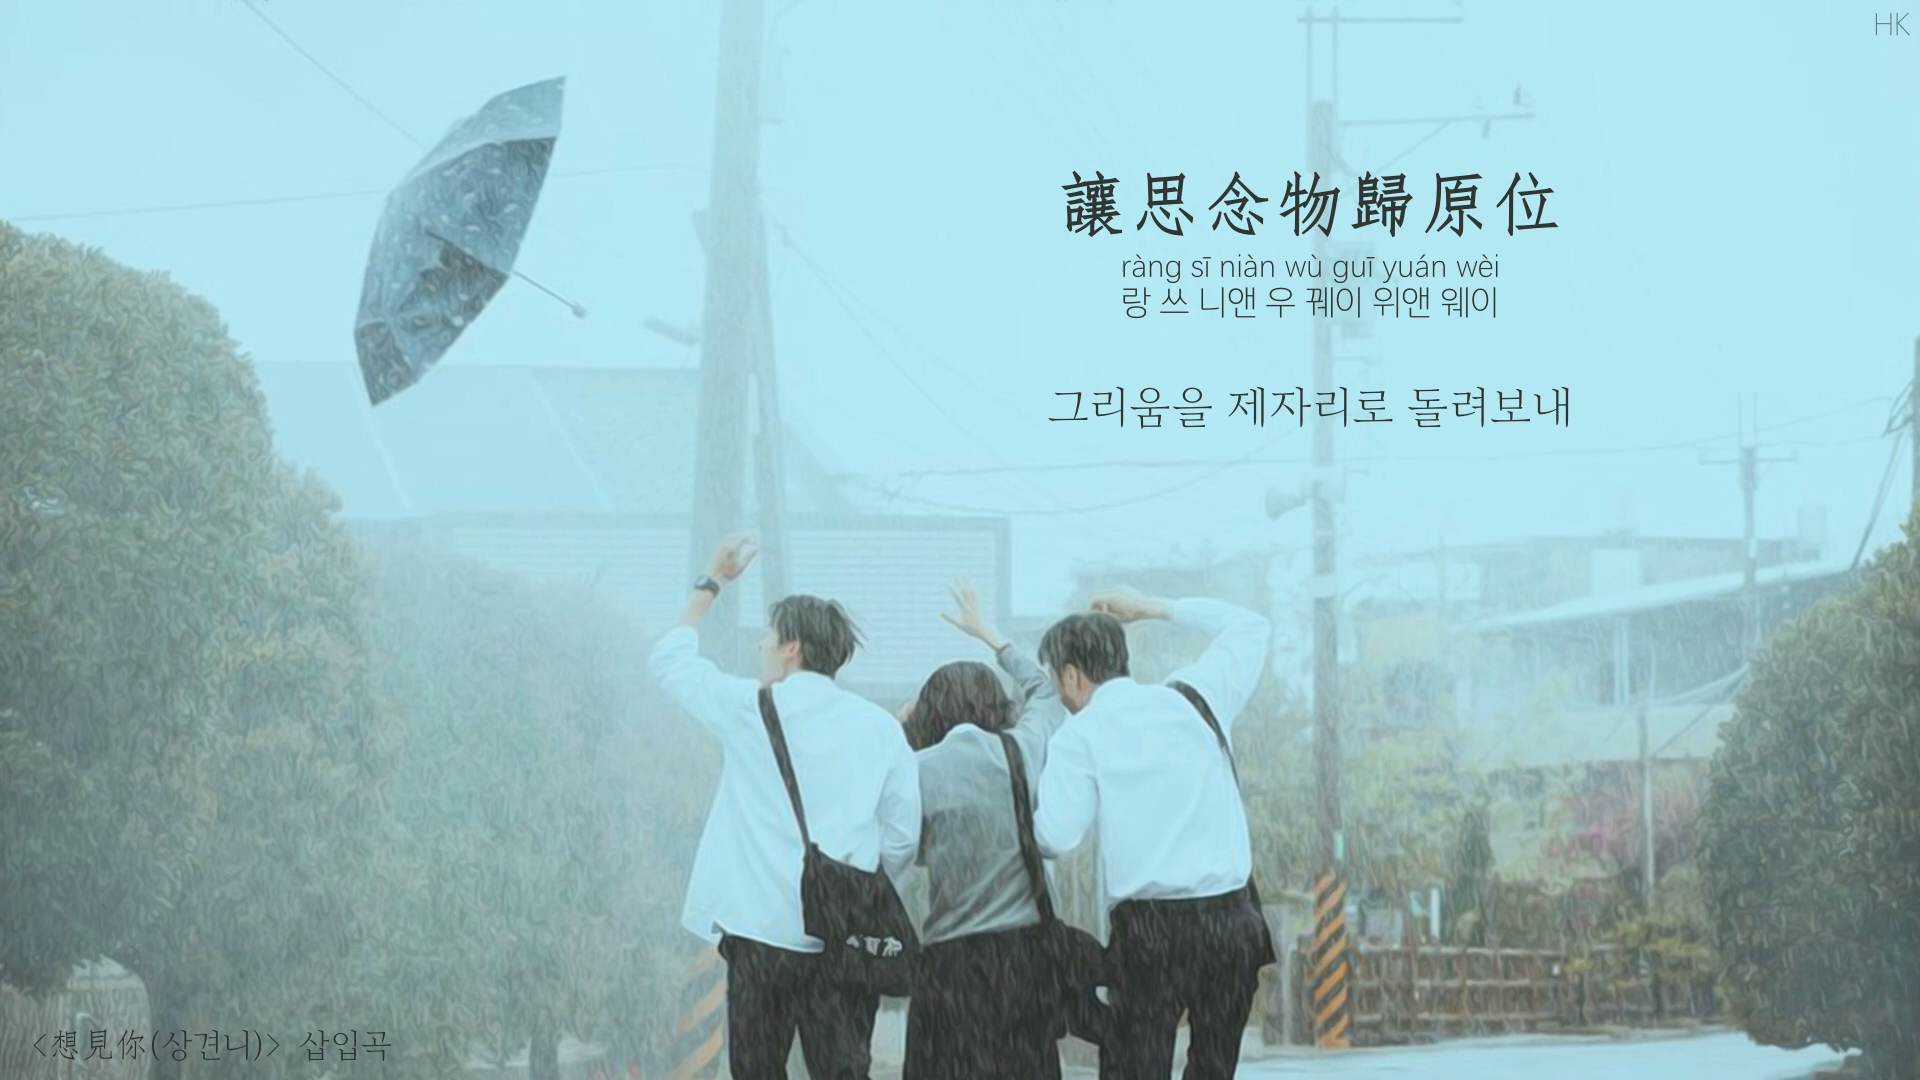 HK
讓思念物歸原位
ràng sī niàn wù guī yuán wèi
랑 쓰 니앤 우 꿰이 위앤 웨이
그리움을 제자리로 돌려보내
<想見你(상견니)> 삽입곡